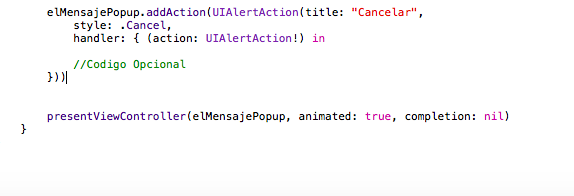 elMensajePopup.addAction(UIAlertAction(title: "Cancelar",
style: .Cancel,
handler: { (action: UIAlertAction!) in
//Codigo Opcional
}))
presentViewController(elMensajePopup, animated: true, completion: nil)
}